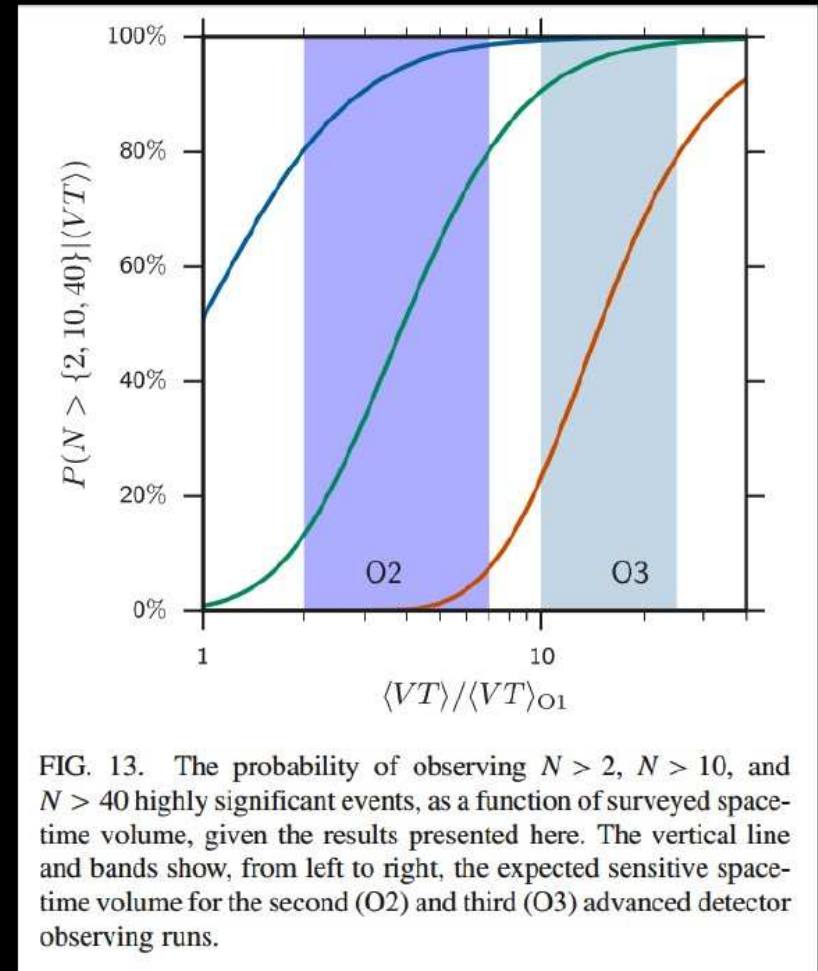 100%
80%
60%
40%
20%
0%
P(N > {2, 10, 40}|⟨VT⟩)
O2
O3
1
10
⟨VT⟩/⟨VT⟩O1
FIG. 13. The probability of observing N > 2, N > 10, and
N > 40 highly significant events, as a function of surveyed space-
time volume, given the results presented here. The vertical line
and bands show, from left to right, the expected sensitive space-
time volume for the second (O2) and third (O3) advanced detector
observing runs.